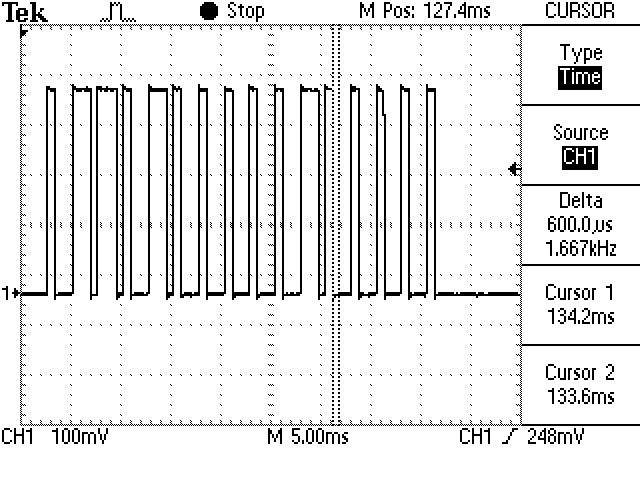 Tek Stop M Pos: 127.4ms CURSOR
Type
Time
Source
CH1
Delta
600.0µs
1.667kHz
1
Cursor 1
134.2ms
Cursor 2
133.6ms
CH1 100mV M 5.00ms CH1 248mV